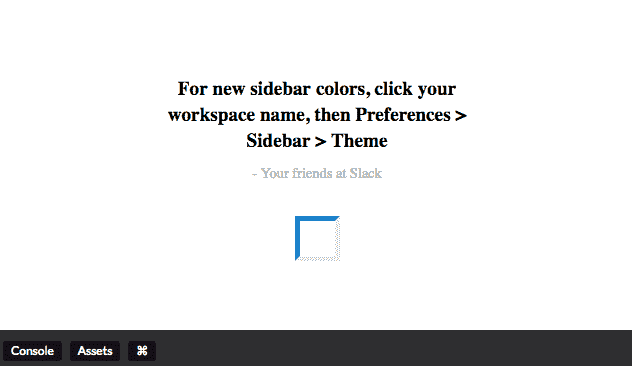 For new sidebar colors, click your
workspace name, then Preferences >
Sidebar > Theme
- Your friends at Slack
Console Assets ⌘